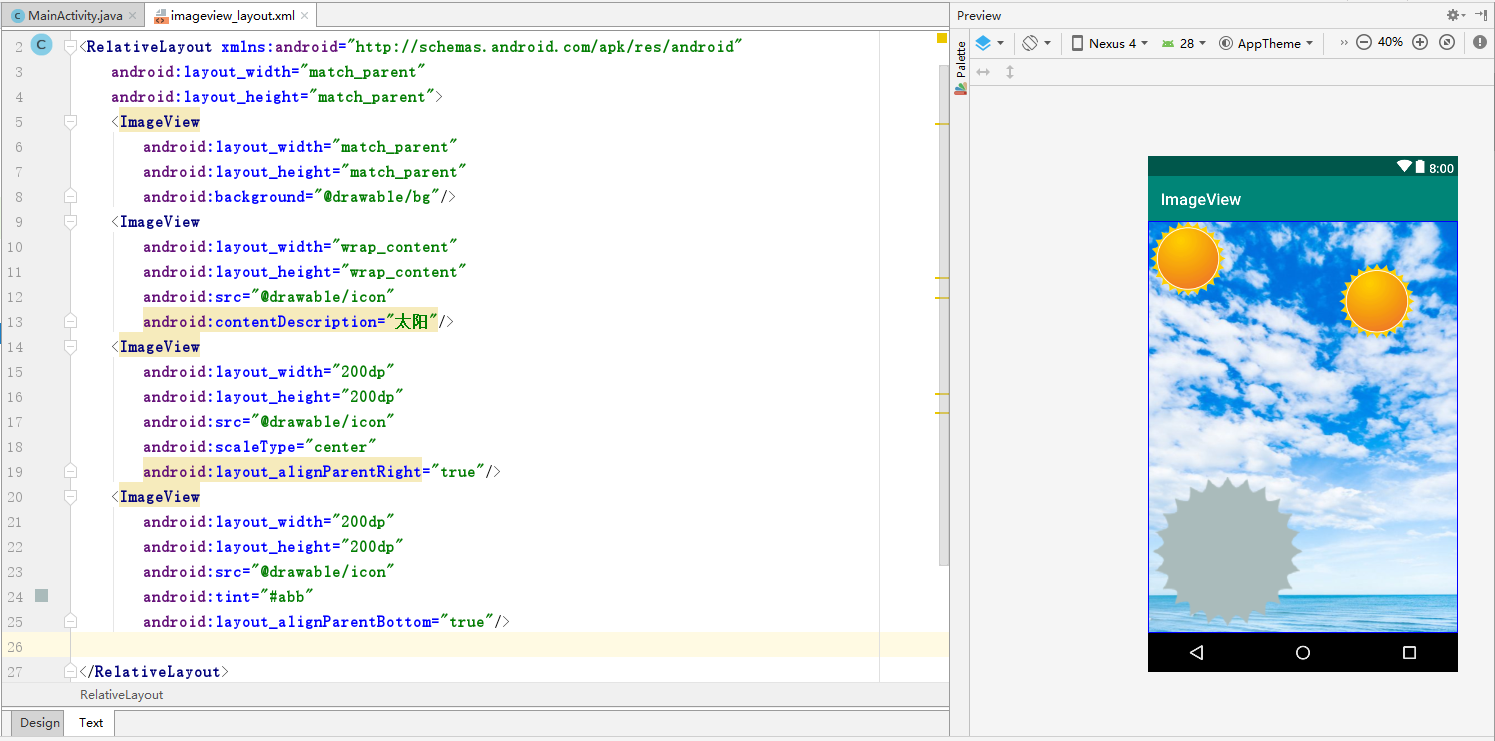 MainActivity.java
imageview_layout.xml
Preview
2 <RelativeLayout xmlns:android="http://schemas.android.com/apk/res/android"
3 android:layout_width="match_parent"
4 android:layout_height="match_parent">
5 <ImageView
6 android:layout_width="match_parent"
7 android:layout_height="match_parent"
8 android:background="@drawable/bg"/>
9 <ImageView
10 android:layout_width="wrap_content"
11 android:layout_height="wrap_content"
12 android:src="@drawable/icon"
13 android:contentDescription="太阳"/>
14 <ImageView
15 android:layout_width="200dp"
16 android:layout_height="200dp"
17 android:src="@drawable/icon"
18 android:scaleType="center"
19 android:layout_alignParentRight="true"/>
20 <ImageView
21 android:layout_width="200dp"
22 android:layout_height="200dp"
23 android:src="@drawable/icon"
24 android:tint="#abb"
25 android:layout_alignParentBottom="true"/>
26
27 </RelativeLayout>
RelativeLayout
Design Text
Palette
Nexus 4 28 AppTheme 40%
8:00
ImageView